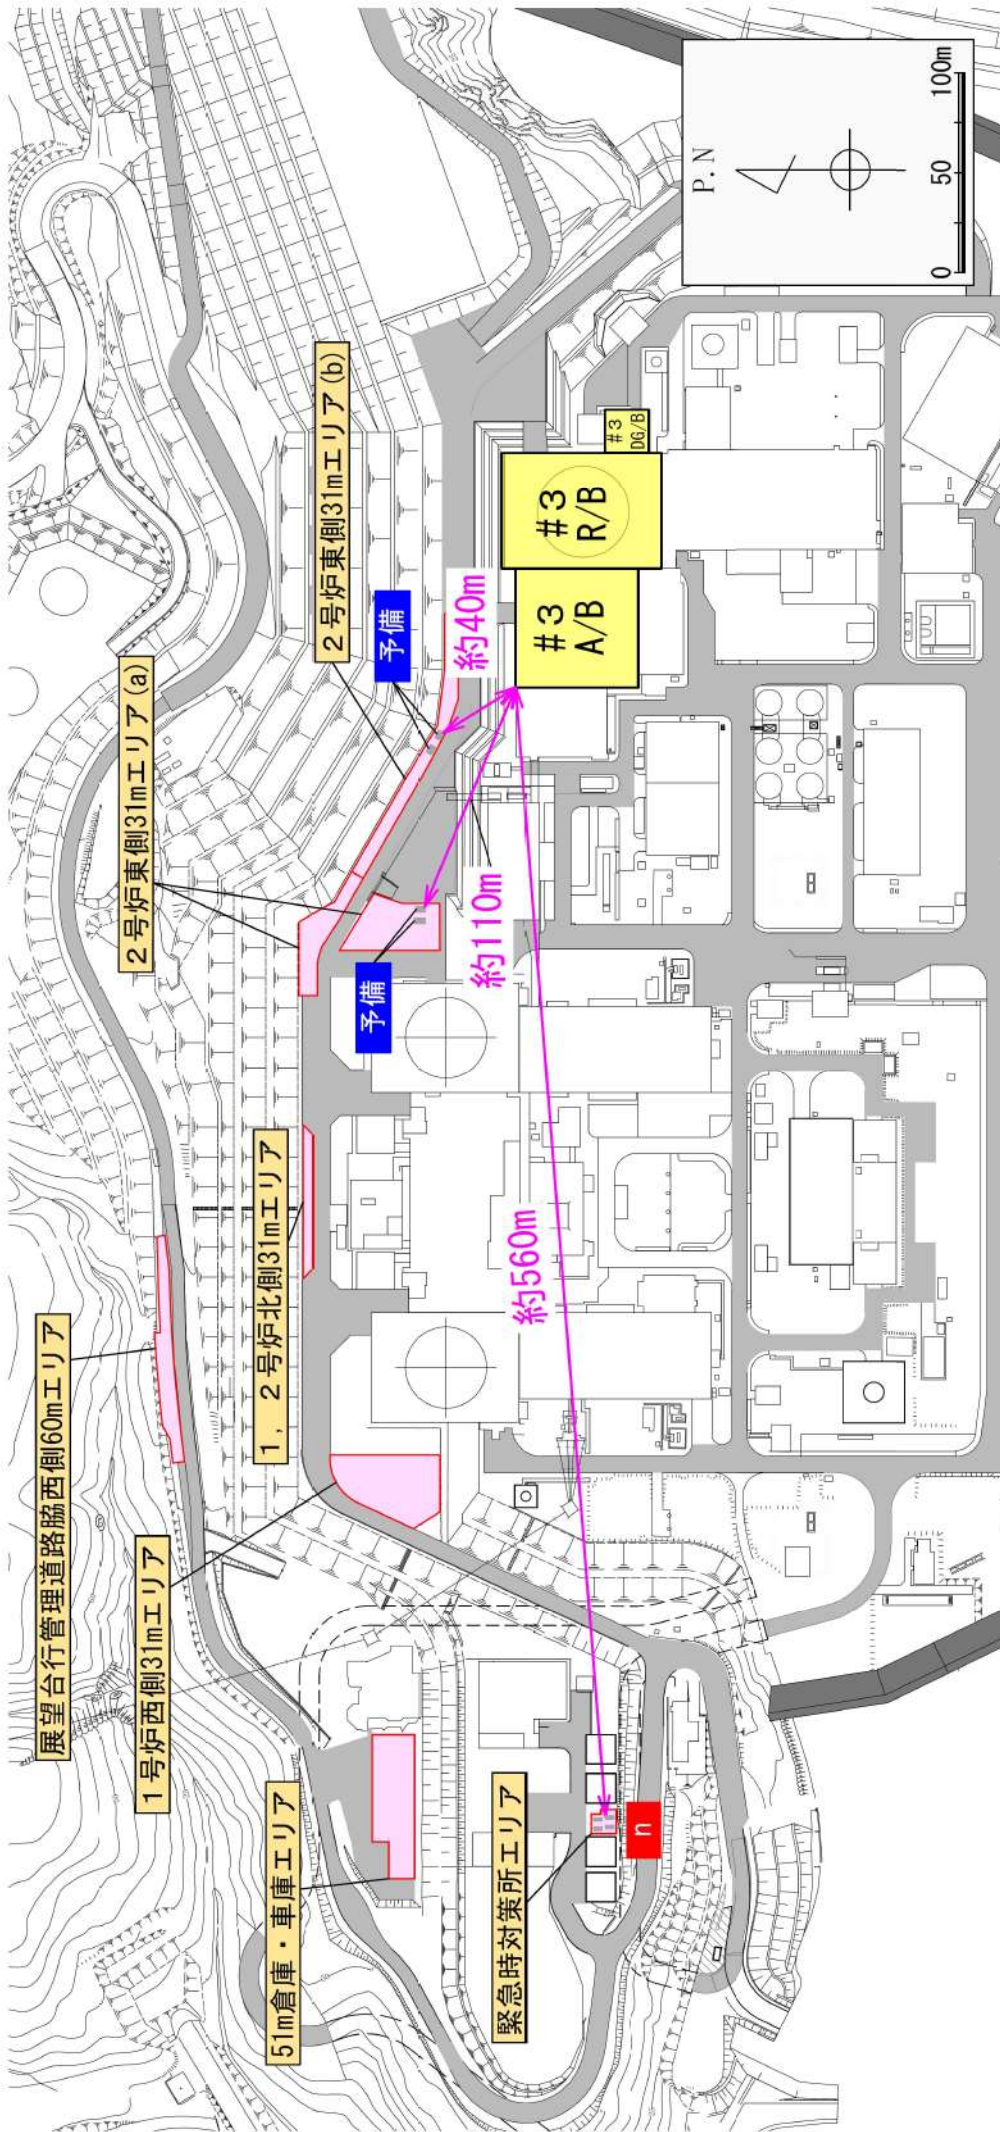 展望台行管理道路脇西側60mエリア
1号炉西側31mエリア
51m倉庫・車庫エリア
緊急時対策所エリア
n
1,2号炉北側31mエリア
2号炉東側31mエリア(a)
2号炉東側31mエリア(b)
予備
予備
約560m
約110m
約40m
#3
A/B
#3
R/B
#3
DG/B
P.N
0 50 100m